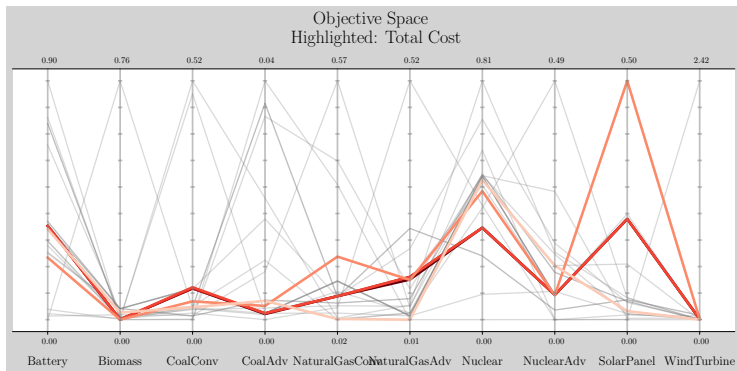 Objective Space
Highlighted: Total Cost
0.90 0.76 0.52 0.04 0.57 0.52 0.81 0.49 0.50 2.42
0.00 0.00 0.00 0.00 0.02 0.01 0.00 0.00 0.00 0.00
Battery Biomass CoalConv CoalAdv NaturalGasConv NaturalGasAdv Nuclear NuclearAdv SolarPanel WindTurbine